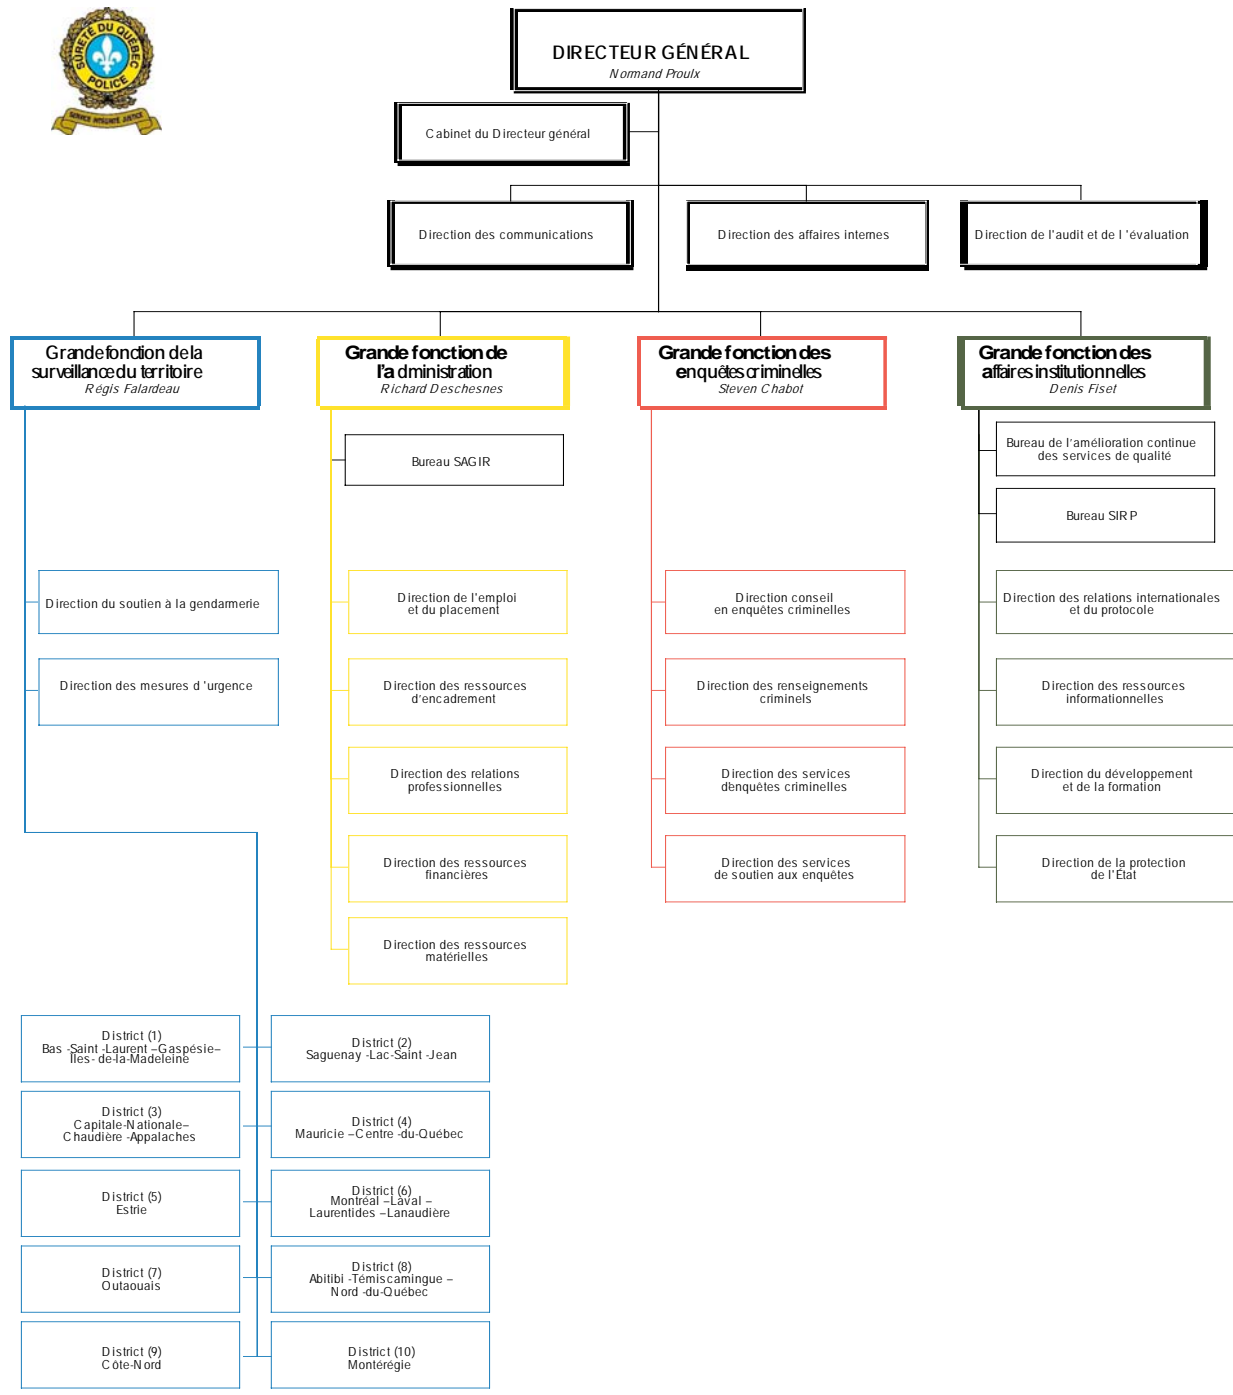 SÛRETÉ DU QUÉBEC
POLICE
SERVICE INTÉGRITÉ JUSTICE
DIRECTEUR GÉNÉRAL
Normand Proulx
Cabinet du Directeur général
Direction des communications
Direction des affaires internes
Direction de l'audit et de l'évaluation
Grande fonction de la
surveillance du territoire
Régis Falardeau
Grande fonction de
l'administration
Richard Deschesnes
Grande fonction des
enquêtes criminelles
Steven Chabot
Grande fonction des
affaires institutionnelles
Denis Fiset
Bureau SAGIR
Bureau de l'amélioration continue
des services de qualité
Bureau SIRP
Direction du soutien à la gendarmerie
Direction des mesures d'urgence
Direction de l'emploi
et du placement
Direction des ressources
d'encadrement
Direction des relations
professionnelles
Direction des ressources
financières
Direction des ressources
matérielles
Direction conseil
en enquêtes criminelles
Direction des renseignements
criminels
Direction des services
d'enquêtes criminelles
Direction des services
de soutien aux enquêtes
Direction des relations internationales
et du protocole
Direction des ressources
informationnelles
Direction du développement
et de la formation
Direction de la protection
de l'État
District (1)
Bas-Saint-Laurent–Gaspésie–
Îles-de-la-Madeleine
District (2)
Saguenay-Lac-Saint-Jean
District (3)
Capitale-Nationale–
Chaudière-Appalaches
District (4)
Mauricie–Centre-du-Québec
District (5)
Estrie
District (6)
Montréal–Laval–
Laurentides–Lanaudière
District (7)
Outaouais
District (8)
Abitibi-Témiscamingue–
Nord-du-Québec
District (9)
Côte-Nord
District (10)
Montérégie